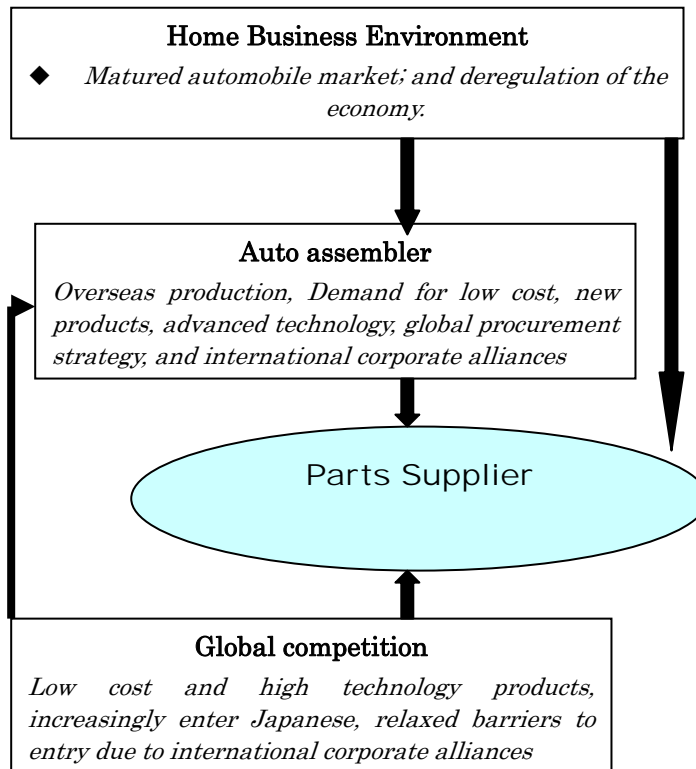 Home Business Environment
◆ Matured automobile market; and deregulation of the
economy.
Auto assembler
Overseas production, Demand for low cost, new
products, advanced technology, global procurement
strategy, and international corporate alliances
Parts Supplier
Global competition
Low cost and high technology products,
increasingly enter Japanese, relaxed barriers to
entry due to international corporate alliances